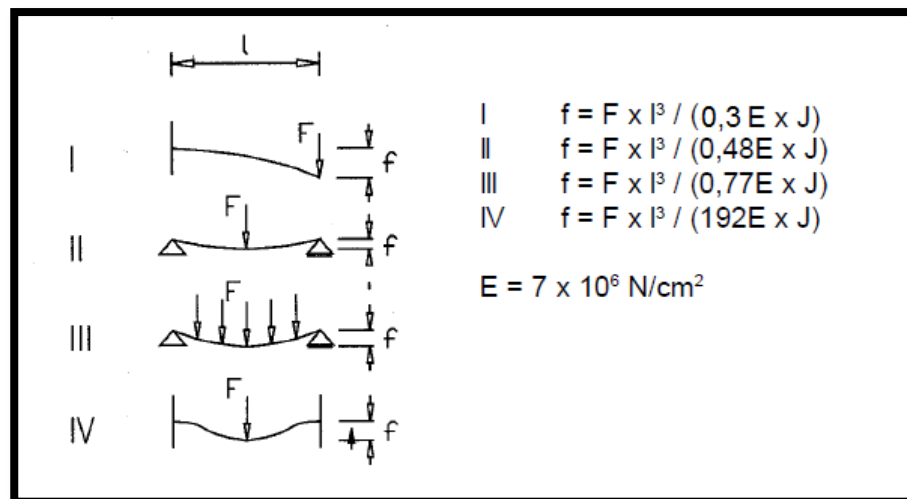 l
I
F
f
II
F
f
III
F
f
IV
F
f
I f = F x l³ / (0,3 E x J)
II f = F x l³ / (0,48E x J)
III f = F x l³ / (0,77E x J)
IV f = F x l³ / (192E x J)
E = 7 x 10⁶ N/cm²